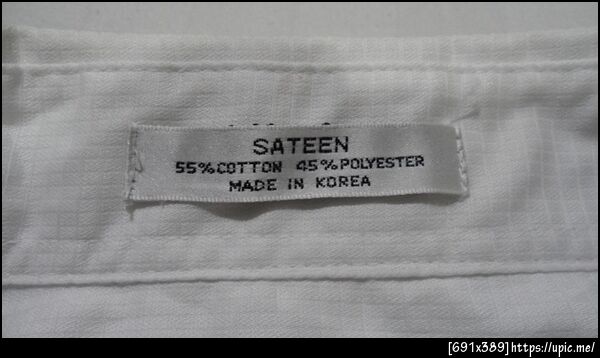 SATEEN
55%COTTON 45%POLYESTER
MADE IN KOREA
[691x389]https://upic.me/